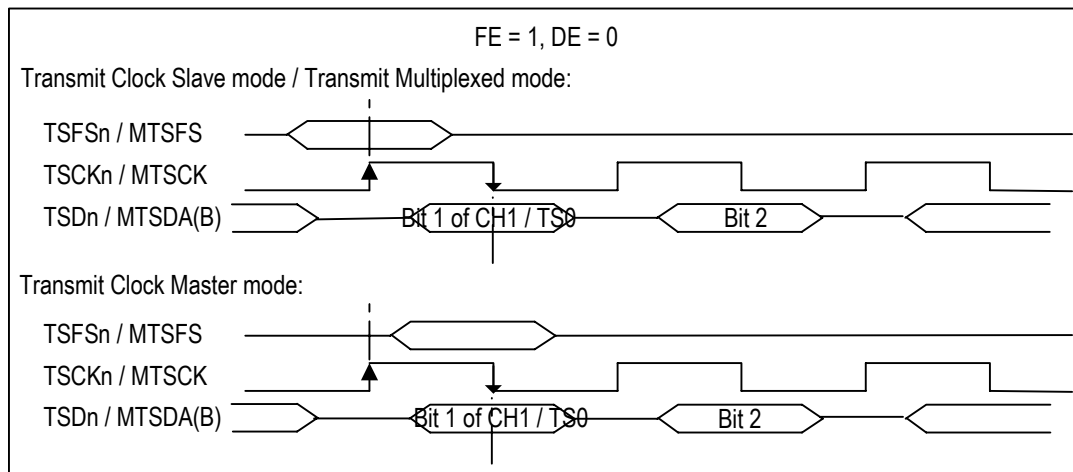 FE = 1, DE = 0
Transmit Clock Slave mode / Transmit Multiplexed mode:
TSFSn / MTSFS
TSCKn / MTSCK
TSDn / MTSDA(B)
Bit 1 of CH1 / TS0
Bit 2
Transmit Clock Master mode:
TSFSn / MTSFS
TSCKn / MTSCK
TSDn / MTSDA(B)
Bit 1 of CH1 / TS0
Bit 2